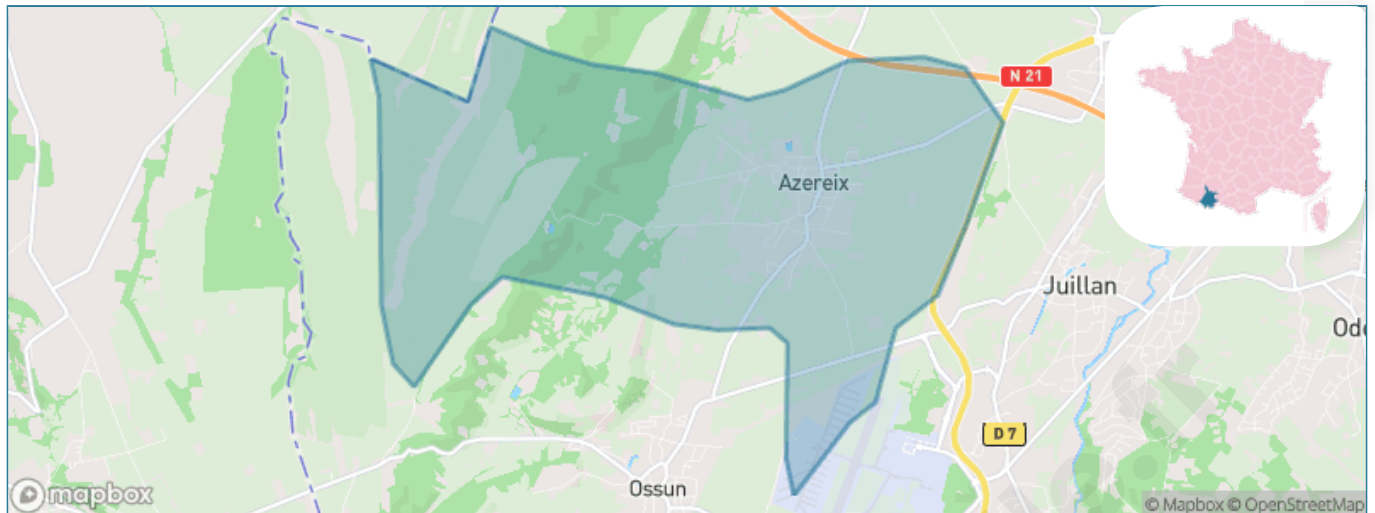 N 21
Azereix
Juillan
Ode
D 7
Ossun
mapbox
© Mapbox © OpenStreetMap